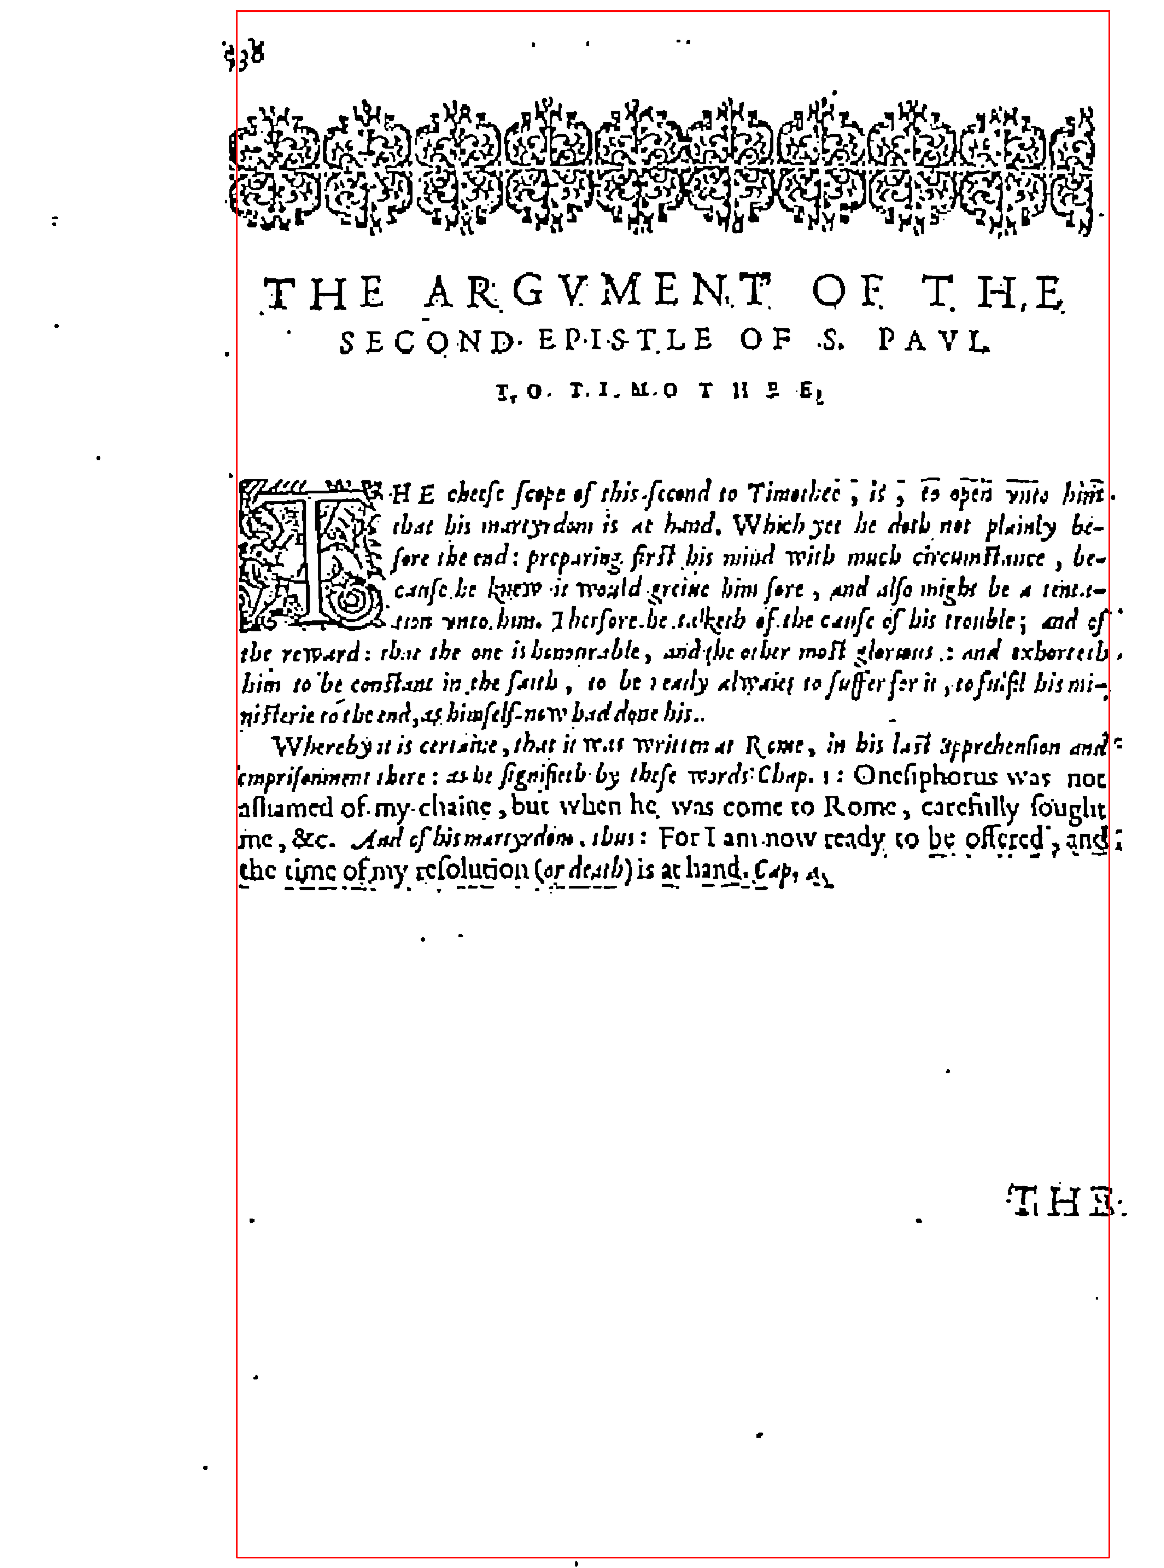 538
THE ARGVMENT OF THE
SECOND EPISTLE OF S. PAVL
TO TIMOTHEE.
THE cheefe ſcope of this ſecond to Timothee, is, to open vnto him
that his martyrdom is at hand. Which yet he doth not plainly be-
fore the end: preparing firſt his mind with much circumſtance, be-
cauſe he knew it would greiue him ſore, and alſo might be a tenta-
tion vnto him. Therfore he talketh of the cauſe of his trouble; and of
the reward: that the one is honourable, and the other moſt glorious: and exhorteth
him to be conſtant in the faith, to be ready alwaies to ſuffer for it, to fulfil his mi-
niſterie to the end, as himſelf now had done his.
Whereby it is certaine, that it was written at Rome, in his laſt apprehenſion and
empriſonment there: as he ſignifieth by theſe words Chap. 1: Oneſiphorus was not
aſhamed of my chaine, but when he was come to Rome, carefully ſought
me, &c. And of his martyrdom, thus: For I am now ready to be offered, and
the time of my reſolution (or death) is at hand. Cap. 4.
THE